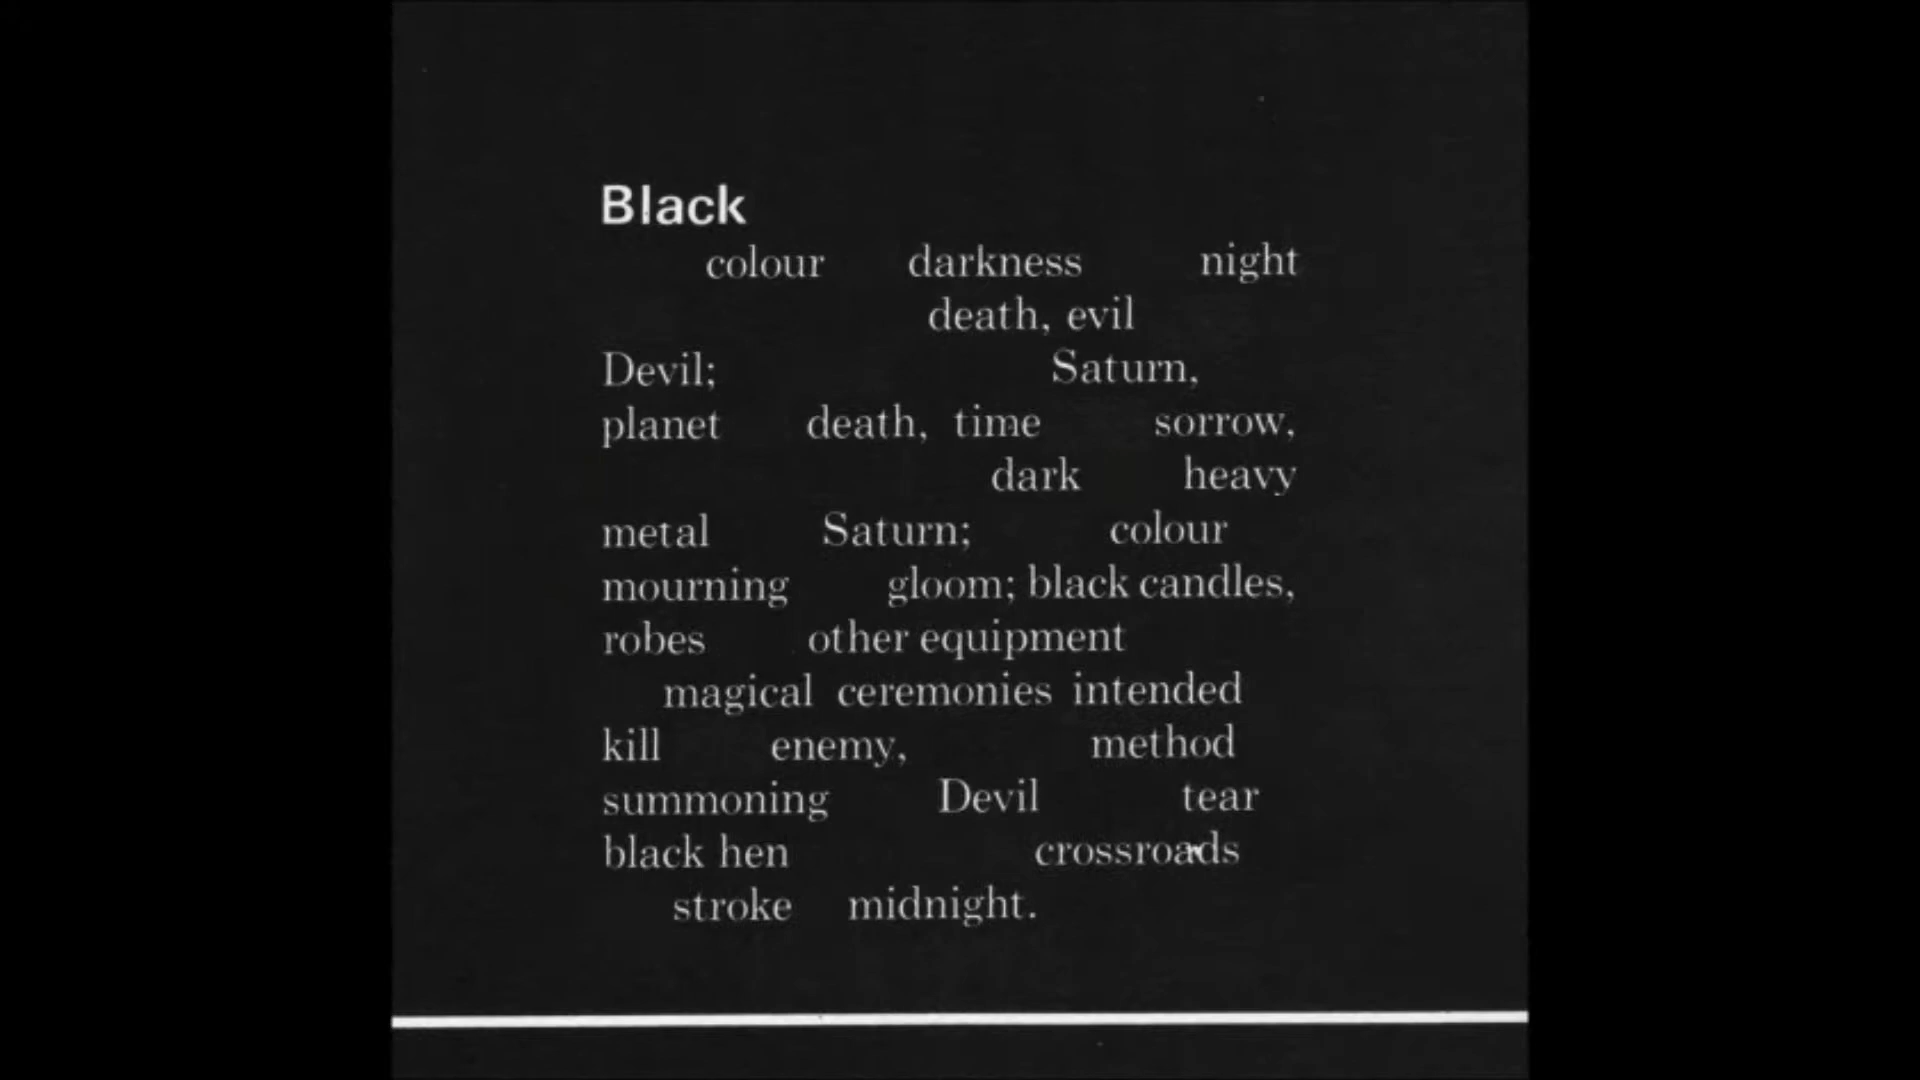 Black
colour darkness night
death, evil
Devil; Saturn,
planet death, time sorrow,
dark heavy
metal Saturn; colour
mourning gloom; black candles,
robes other equipment
magical ceremonies intended
kill enemy, method
summoning Devil tear
black hen crossroads
stroke midnight.